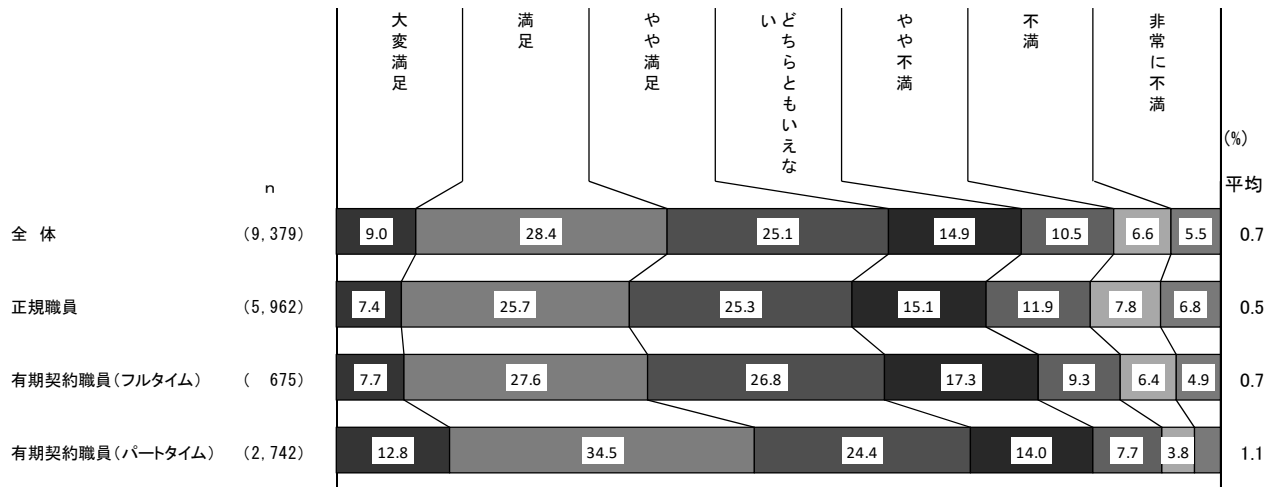 大変満足
満足
やや満足
どちらともいえない
やや不満
不満
非常に不満
(%)
n
平均
全 体 (9,379) 9.0 28.4 25.1 14.9 10.5 6.6 5.5 0.7
正規職員 (5,962) 7.4 25.7 25.3 15.1 11.9 7.8 6.8 0.5
有期契約職員(フルタイム) ( 675) 7.7 27.6 26.8 17.3 9.3 6.4 4.9 0.7
有期契約職員(パートタイム) (2,742) 12.8 34.5 24.4 14.0 7.7 3.8 1.1